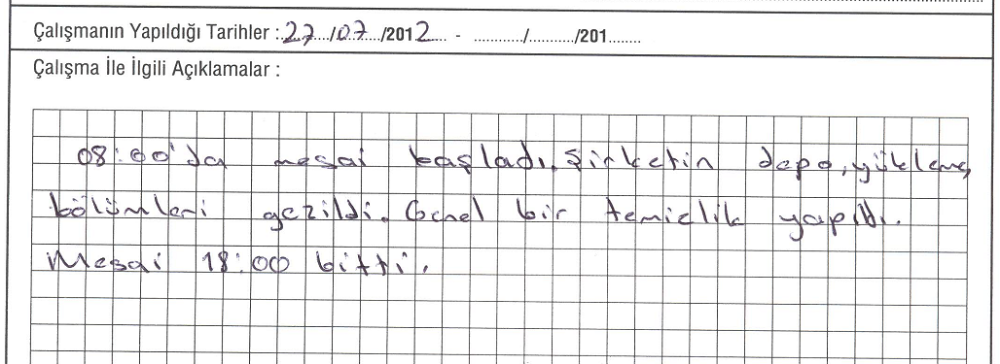 Çalışmanın Yapıldığı Tarihler :.27.../07.../2012.... - ............/.........../201........
Çalışma İle İlgili Açıklamalar :
08:00'da mesai başladı. Şirketin depo, yükleme
bölümleri gezildi. Genel bir temizlik yapıldı.
Mesai 18:00 bitti.